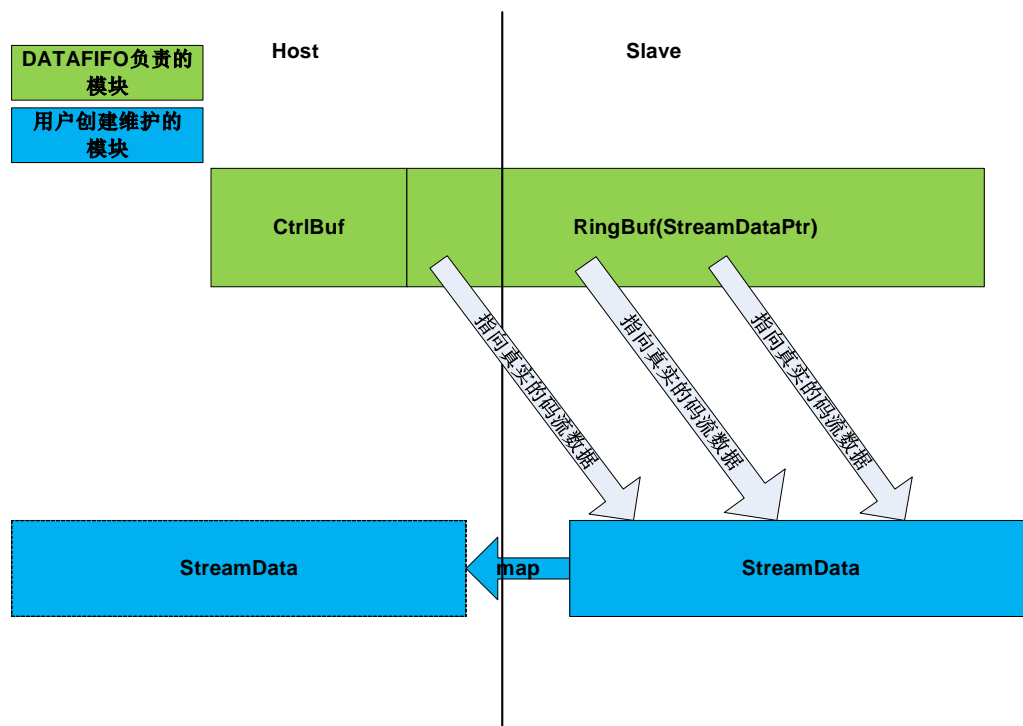 Host
Slave
DATAFIFO负责的
模块
用户创建维护的
模块
CtrlBuf
RingBuf(StreamDataPtr)
指向真实的码流数据
指向真实的码流数据
指向真实的码流数据
StreamData
map
StreamData